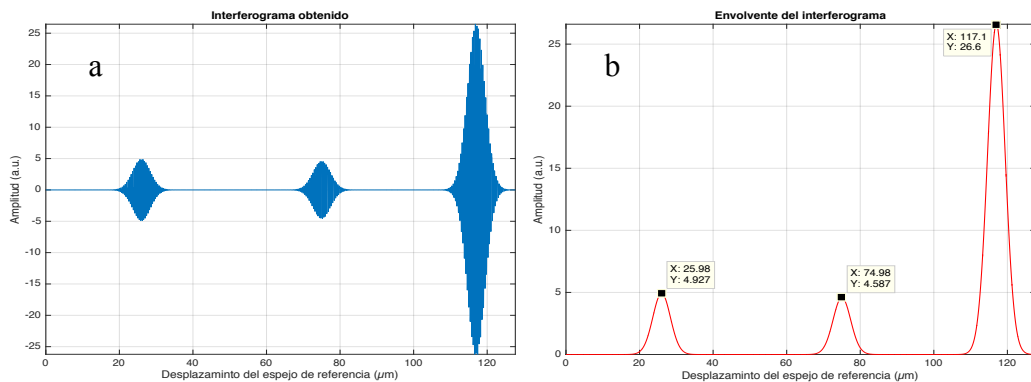 Interferograma obtenido
a
25
20
15
10
5
0
-5
-10
-15
-20
-25
Amplitud (a.u.)
0 20 40 60 80 100 120
Desplazaminto del espejo de referencia (µm)
Envolvente del interferograma
b
X: 117.1
Y: 26.6
X: 25.98
Y: 4.927
X: 74.98
Y: 4.587
25
20
15
10
5
0
Amplitud (a.u.)
0 20 40 60 80 100 120
Desplazaminto del espejo de referencia (µm)